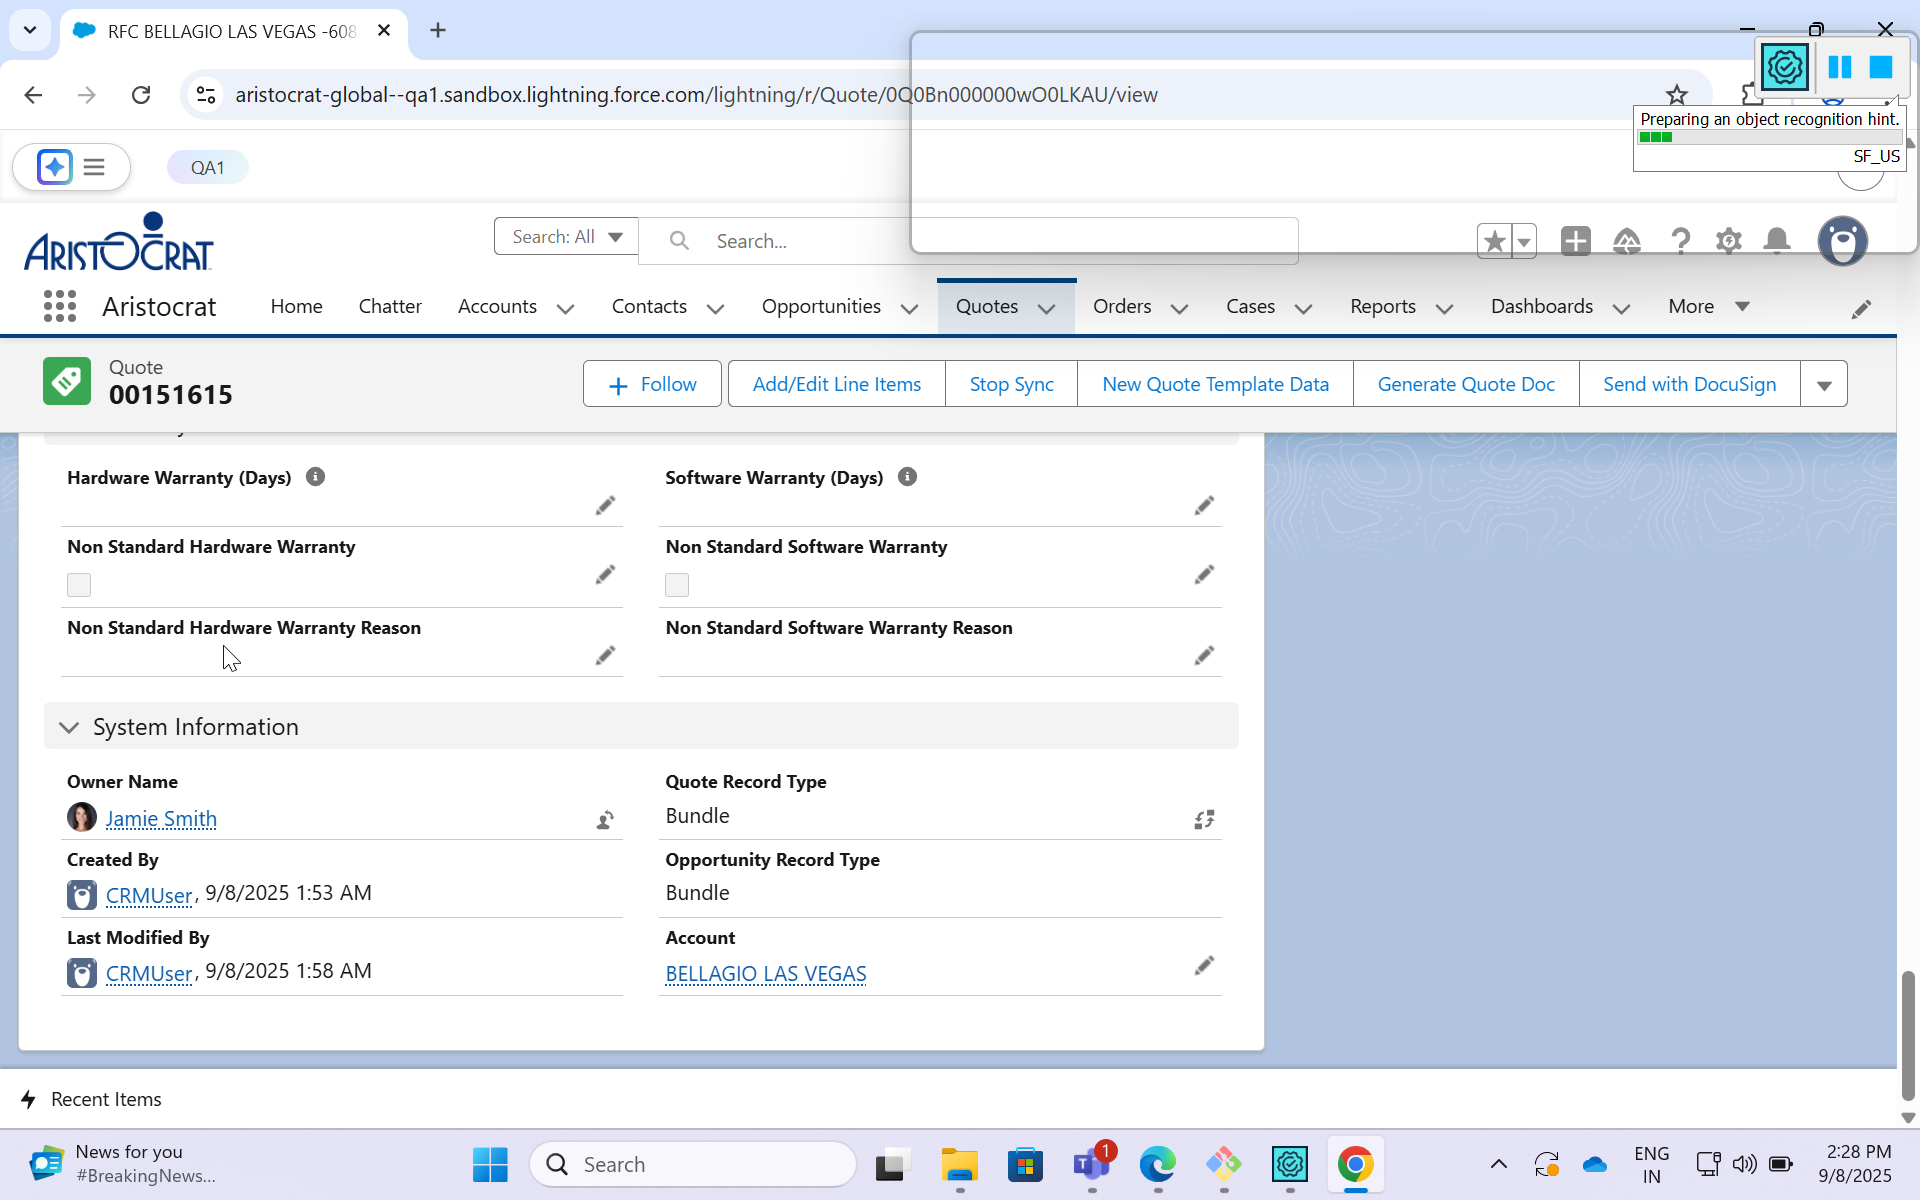 RFC BELLAGIO LAS VEGAS -608
aristocrat-global--qa1.sandbox.lightning.force.com/lightning/r/Quote/0Q0Bn000000wO0LKAU/view
Preparing an object recognition hint.
SF_US
QA1
ARISTOCRAT
Search: All
Search...
Aristocrat
Home
Chatter
Accounts
Contacts
Opportunities
Quotes
Orders
Cases
Reports
Dashboards
More
Quote
00151615
Follow
Add/Edit Line Items
Stop Sync
New Quote Template Data
Generate Quote Doc
Send with DocuSign
Hardware Warranty (Days)
Software Warranty (Days)
Non Standard Hardware Warranty
Non Standard Software Warranty
Non Standard Hardware Warranty Reason
Non Standard Software Warranty Reason
System Information
Owner Name
Jamie Smith
Quote Record Type
Bundle
Created By
CRMUser, 9/8/2025 1:53 AM
Opportunity Record Type
Bundle
Last Modified By
CRMUser, 9/8/2025 1:58 AM
Account
BELLAGIO LAS VEGAS
Recent Items
News for you
#BreakingNews...
Search
1
ENG
IN
2:28 PM
9/8/2025